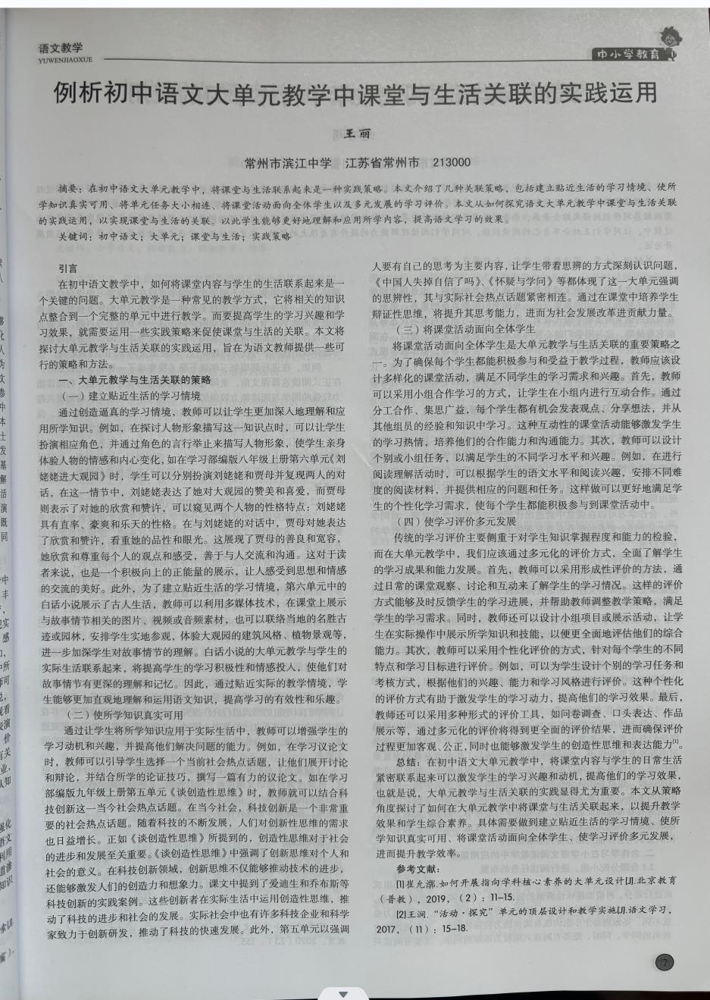 语文教学
YUWENJIAOXUE
中小学教育
例析初中语文大单元教学中课堂与生活关联的实践运用
王丽
常州市滨江中学 江苏省常州市 213000
摘要：在初中语文大单元教学中，将课堂与生活联系起来是一种实践策略。本文介绍了几种关联策略，包括建立贴近生活的学习情境、使所
学知识真实可用、将单元任务大小相连、将课堂活动面向全体学生以及多元发展的学习评价。本文从如何探究语文大单元教学中课堂与生活关联
的实践运用，以实现课堂与生活的关联。以此学生能够更好地理解和应用所学内容，提高语文学习的效果。
关键词：初中语文；大单元；课堂与生活；实践策略
引言
在初中语文教学中，如何将课堂内容与学生的生活联系起来是一
个关键的问题。大单元教学是一种常见的教学方式，它将相关的知识
点整合到一个完整的单元中进行教学。而要提高学生的学习兴趣和学
习效果，就需要运用一些实践策略来促使课堂与生活的关联。本文将
探讨大单元教学与生活关联的实践运用，旨在为语文教师提供一些可
行的策略和方法。
一、大单元教学与生活关联的策略
（一）建立贴近生活的学习情境
通过创造逼真的学习情境，教师可以让学生更加深入地理解和应
用所学知识。例如，在探讨人物形象描写这一知识点时，可以让学生
扮演相应角色，并通过角色的言行举止来描写人物形象，使学生亲身
体验人物的情感和内心变化，如在学习部编版八年级上册第六单元《刘
姥姥进大观园》时，学生可以分别扮演刘姥姥和贾母并复现两人的对
话，在这一情节中，刘姥姥表达了她对大观园的赞美和喜爱，而贾母
则表示了对她的欣赏和赞许，可以窥见两个人物的性格特点：刘姥姥
具有直率、豪爽和乐天的性格。在与刘姥姥的对话中，贾母对她表达
了欣赏和赞许，看重她的品性和眼光。这展现了贾母的善良和宽容，
她欣赏和尊重每个人的观点和感受，善于与人交流和沟通。这对于读
者来说，也是一个积极向上的正能量的展示，让人感受到思想和情感
的交流的美好。此外，为了建立贴近生活的学习情境，第六单元中的
白话小说展示了古人生活，教师可以利用多媒体技术，在课堂上展示
与故事情节相关的图片、视频或音频素材，也可以联络当地的名胜古
迹或园林，安排学生实地参观，体验大观园的建筑风格、植物景观等，
进一步加深学生对故事情节的理解。白话小说的大单元教学与学生的
实际生活联系起来，将提高学生的学习积极性和情感投入，使他们对
故事情节有更深的理解和记忆。因此，通过贴近实际的教学情境，学
生能够更加直观地理解和运用语文知识，提高学习的有效性和乐趣。
（二）使所学知识真实可用
通过让学生将所学知识应用于实际生活中，教师可以增强学生的
学习动机和兴趣，并提高他们解决问题的能力。例如，在学习议论文
时，教师可以引导学生选择一个当前社会热点话题，让他们展开讨论
和辩论，并结合所学的论证技巧，撰写一篇有力的议论文。如在学习
部编版九年级上册第五单元《谈创造性思维》时，教师就可以结合科
技创新这一当今社会热点话题。在当今社会，科技创新是一个非常重
要的社会热点话题。随着科技的不断发展，人们对创新性思维的需求
也日益增长。正如《谈创造性思维》所提到的，创造性思维对于社会
的进步和发展至关重要。《谈创造性思维》中强调了创新思维对个人和
社会的意义。在科技创新领域，创新思维不仅能够推动技术的进步，
还能够激发人们的创造力和想象力。课文中提到了爱迪生和乔布斯等
科技创新的实践案例。这些创新者在实际生活中运用创造性思维，推
动了科技的进步和社会的发展。实际社会中也有许多科技企业和科学
家致力于创新研发，推动了科技的快速发展。此外，第五单元以强调
人要有自己的思考为主要内容，让学生带着思辨的方式深刻认识问题，
《中国人失掉自信了吗》、《怀疑与学问》等都体现了这一大单元强调
的思辨性，其与实际社会热点话题紧密相连。通过在课堂中培养学生
辩证性思维，将提升其思考能力，进而为社会发展改革进贡献力量。
（三）将课堂活动面向全体学生
将课堂活动面向全体学生是大单元教学与生活关联的重要策略之
一。为了确保每个学生都能积极参与和受益于教学过程，教师应该设
计多样化的课堂活动，满足不同学生的学习需求和兴趣。首先，教师
可以采用小组合作学习的方式，让学生在小组内进行互动合作。通过
分工合作、集思广益，每个学生都有机会发表观点、分享想法，并从
其他组员的经验和知识中学习。这种互动性的课堂活动能够激发学生
的学习热情，培养他们的合作能力和沟通能力。其次，教师可以设计
个别或小组任务，以满足学生的不同学习水平和兴趣。例如，在进行
阅读理解活动时，可以根据学生的语文水平和阅读兴趣，安排不同难
度的阅读材料，并提供相应的问题和任务。这样做可以更好地满足学
生的个性化学习需求，使每个学生都能积极参与到课堂活动中。
（四）使学习评价多元发展
传统的学习评价主要侧重于对学生知识掌握程度和能力的检验，
而在大单元教学中，我们应该通过多元化的评价方式，全面了解学生
的学习成果和能力发展。首先，教师可以采用形成性评价的方法，通
过日常的课堂观察、讨论和互动来了解学生的学习情况。这样的评价
方式能够及时反馈学生的学习进展，并帮助教师调整教学策略，满足
学生的学习需求。同时，教师还可以设计小组项目或展示活动，让学
生在实际操作中展示所学知识和技能，以便更全面地评估他们的综合
能力。其次，教师可以采用个性化评价的方式，针对每个学生的不同
特点和学习目标进行评价。例如，可以为学生设计个别的学习任务和
考核方式，根据他们的兴趣、能力和学习风格进行评价。这种个性化
的评价方式有助于激发学生的学习动力，提高他们的学习效果。最后，
教师还可以采用多种形式的评价工具，如问卷调查、口头表达、作品
展示等，通过多元化的评价将得到更全面的评价结果，进而确保评价
过程更加客观、公正，同时也能够激发学生的创造性思维和表达能力[1]。
总结：在初中语文大单元教学中，将课堂内容与学生的日常生活
紧密联系起来可以激发学生的学习兴趣和动机，提高他们的学习效果，
也就是说，大单元教学与生活关联的实践显得尤为重要。本文从策略
角度探讨了如何在大单元教学中将课堂与生活关联起来，以提升教学
效果和学生综合素养。具体需要做到建立贴近生活的学习情境、使所
学知识真实可用、将课堂活动面向全体学生、使学习评价多元发展，
进而提升教学效率。
参考文献：
[1]崔允漷.如何开展指向学科核心素养的大单元设计[J].北京教育
（普教），2019，（2）：11-15.
[2]王涧.“活动·探究”单元的顶层设计和教学实施[J].语文学习，
2017，（11）：15-18.
7